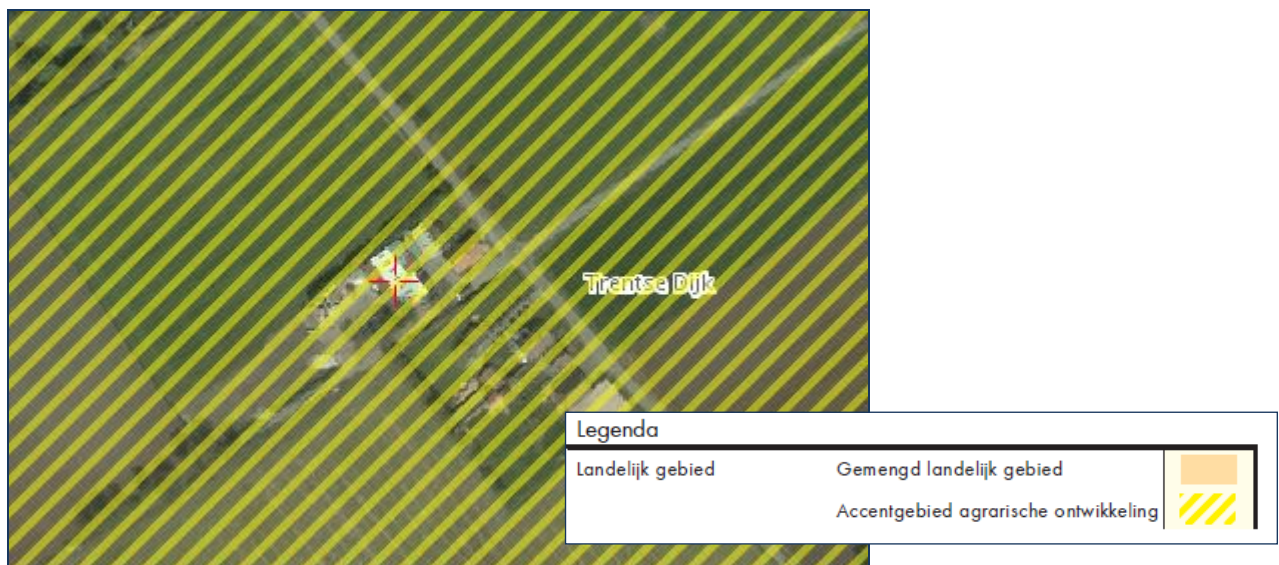 Trentse Dijk
Legenda
Landelijk gebied Gemengd landelijk gebied
Accentgebied agrarische ontwikkeling